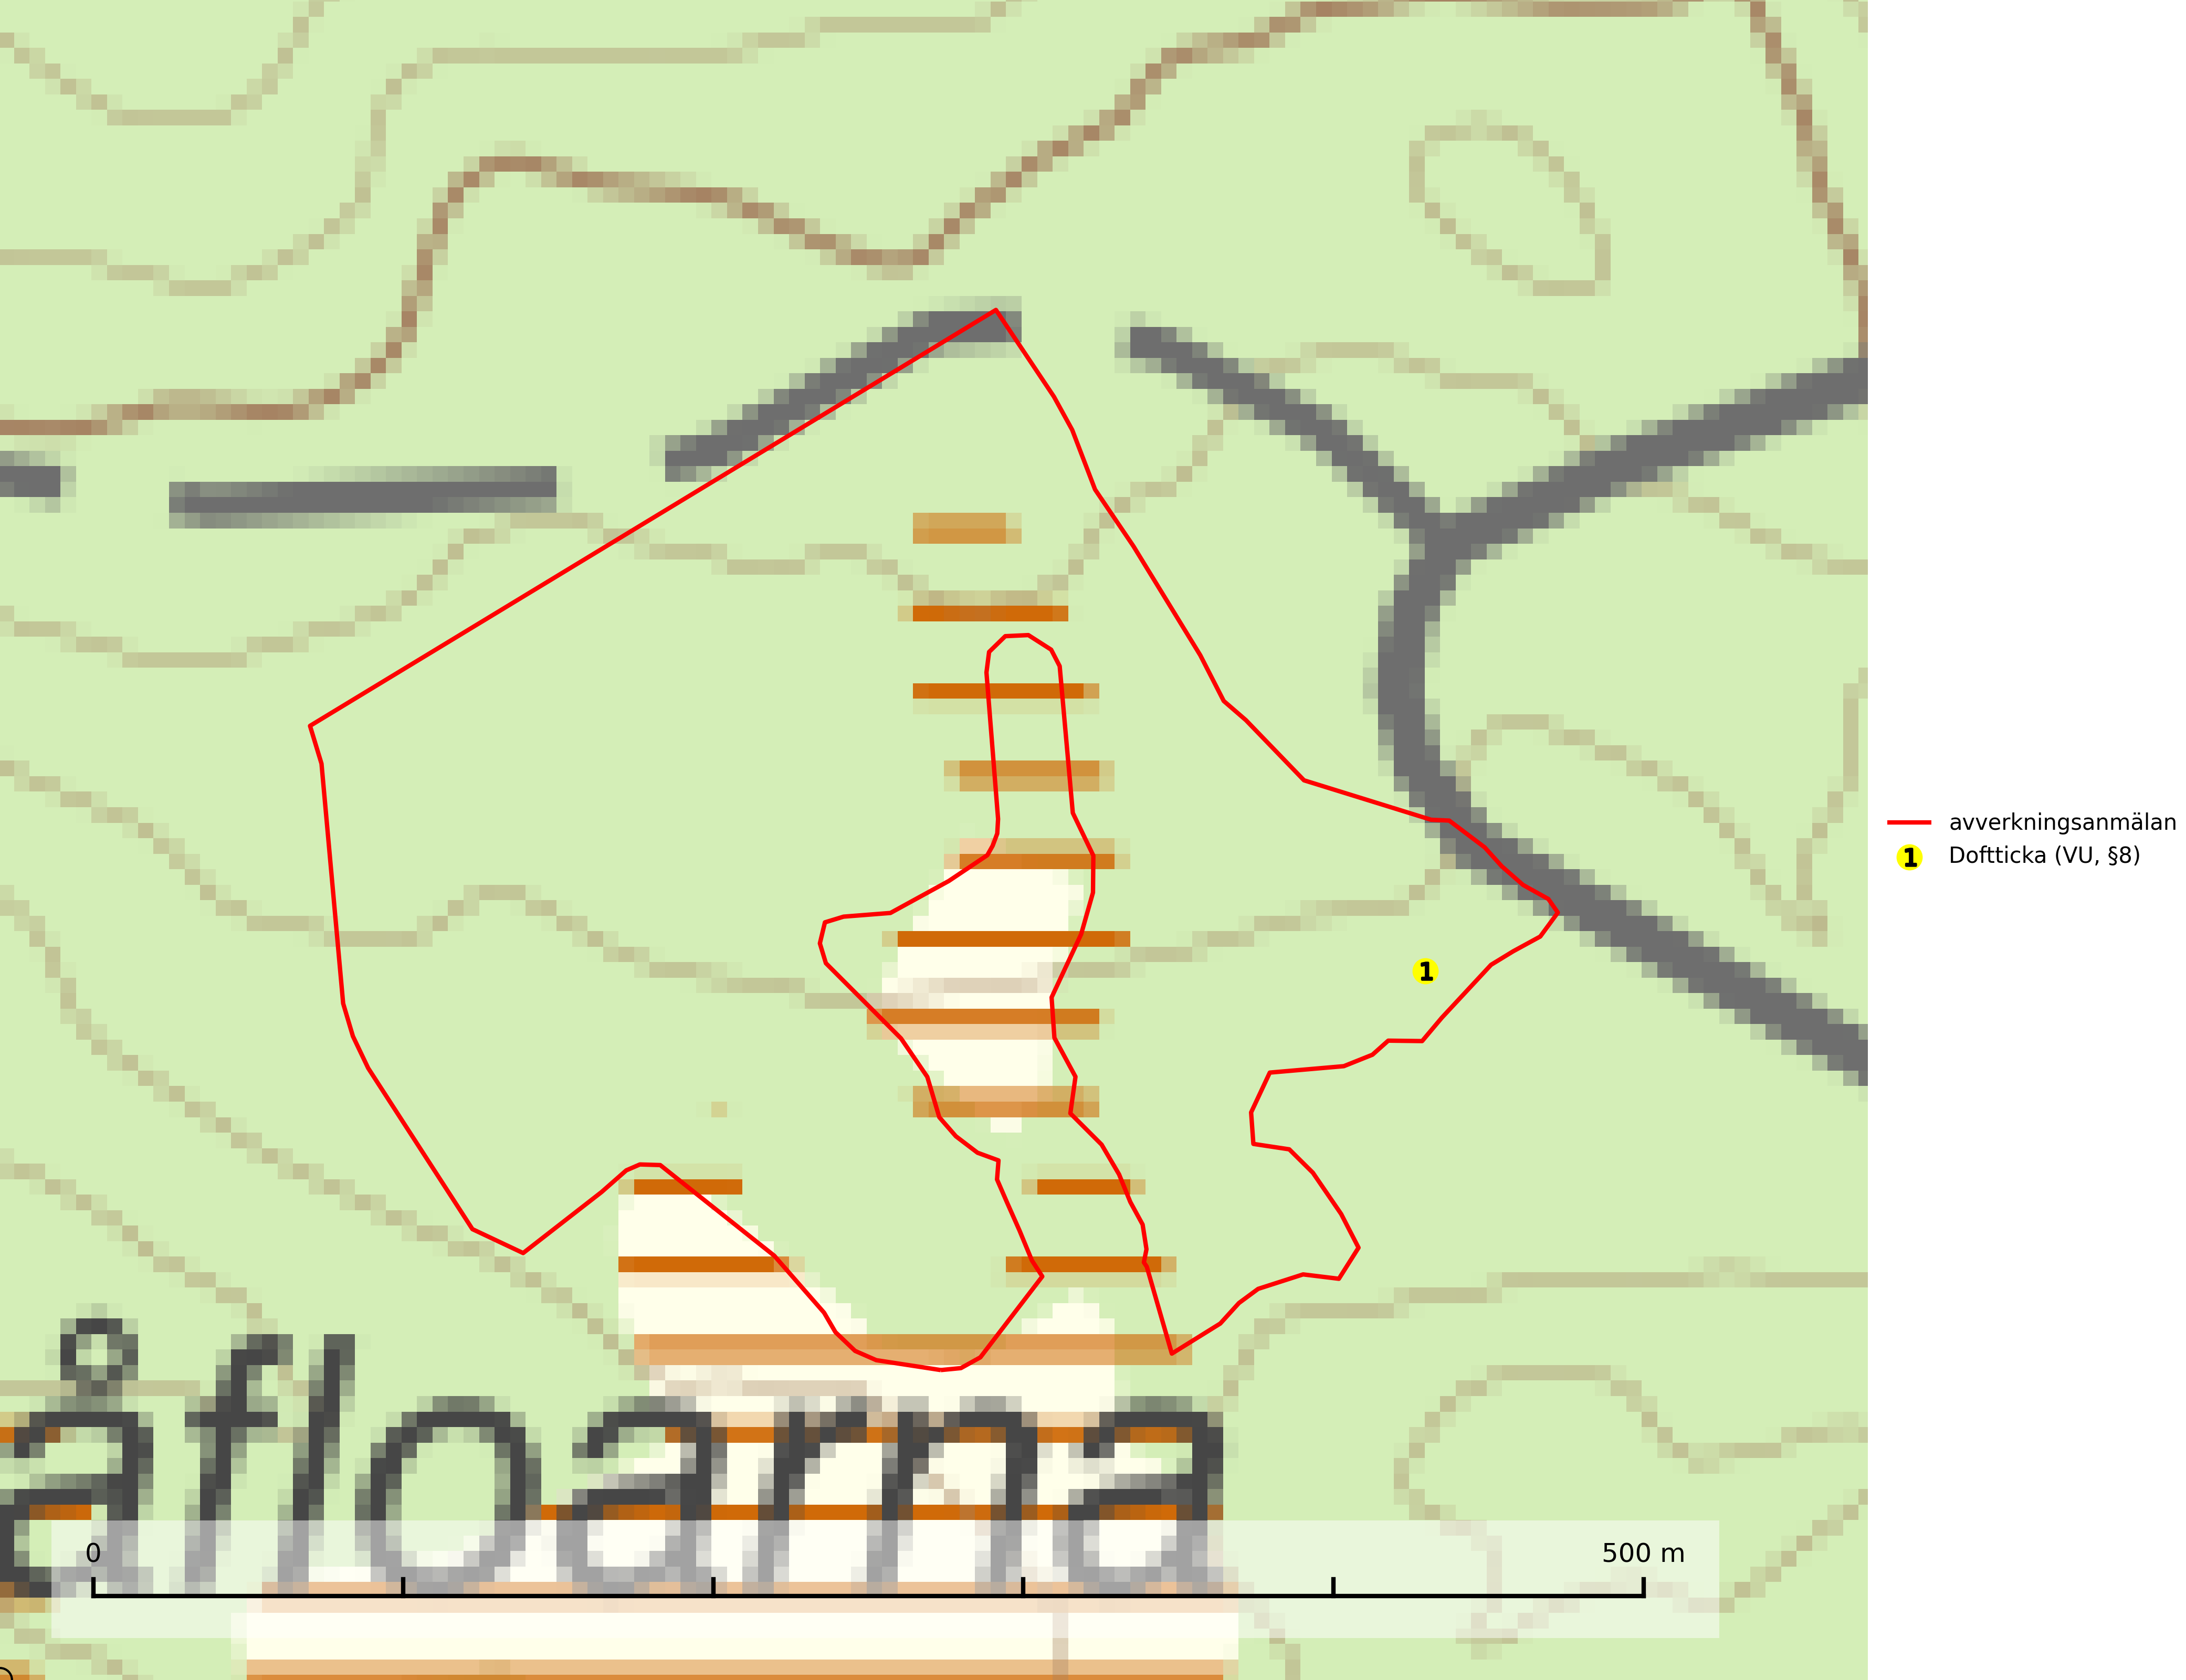 avverkningsanmälan
1 Doftticka (VU, §8)
1
åfloarna
0 500 m